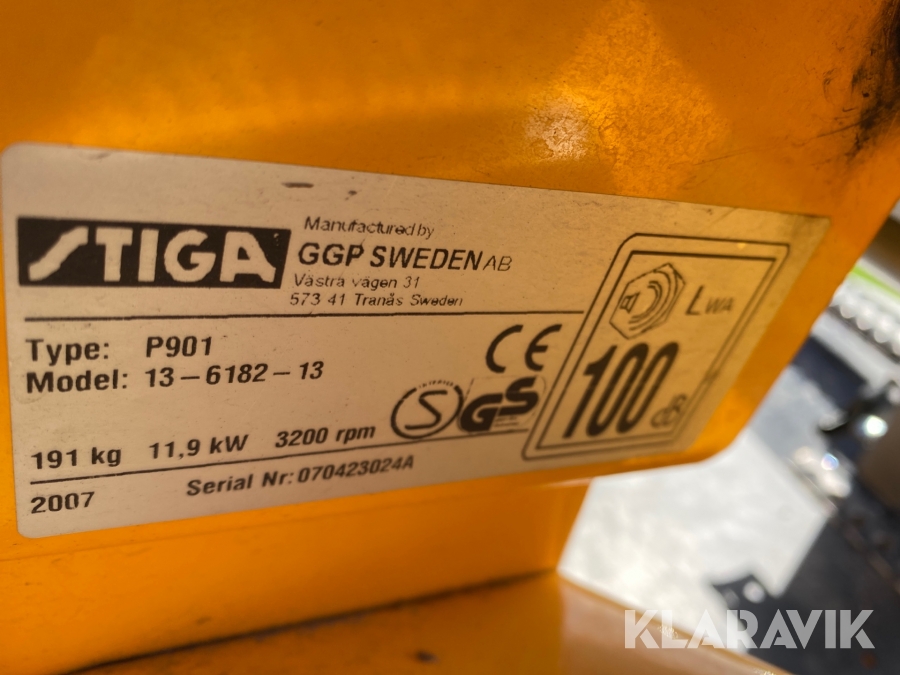 STIGA
Manufactured by
GGP SWEDEN AB
Västra vägen 31
573 41 Tranås Sweden
Type: P901
Model: 13-6182-13
191 kg 11,9 kW 3200 rpm
2007 Serial Nr: 070423024A
CE
S
GS
LWA
100
dB
KLARAVIK